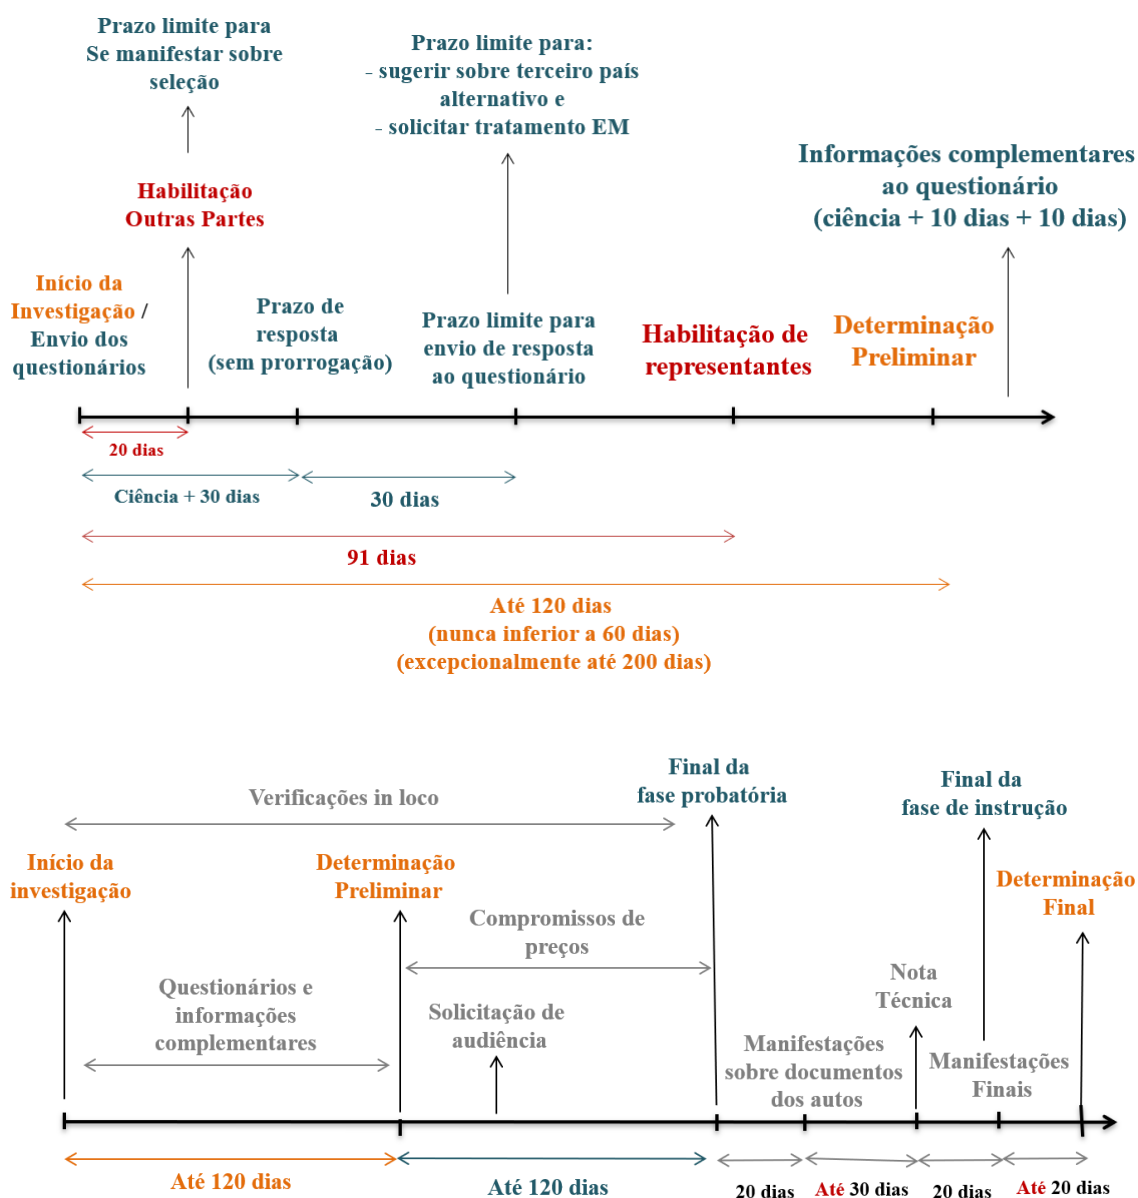 Prazo limite para
Se manifestar sobre
seleção
Prazo limite para:
- sugerir sobre terceiro país
alternativo e
- solicitar tratamento EM
Informações complementares
ao questionário
(ciência + 10 dias + 10 dias)
Habilitação
Outras Partes
Início da
Investigação /
Envio dos
questionários
Prazo de
resposta
(sem prorrogação)
Prazo limite para
envio de resposta
ao questionário
Habilitação de
representantes
Determinação
Preliminar
20 dias
Ciência + 30 dias
30 dias
91 dias
Até 120 dias
(nunca inferior a 60 dias)
(excepcionalmente até 200 dias)
Verificações in loco
Final da
fase probatória
Final da
fase de instrução
Início da
investigação
Determinação
Preliminar
Determinação
Final
Compromissos de
preços
Questionários e
informações
complementares
Solicitação de
audiência
Nota
Técnica
Manifestações
sobre documentos
dos autos
Manifestações
Finais
Até 120 dias
Até 120 dias
20 dias
Até 30 dias
20 dias
Até 20 dias